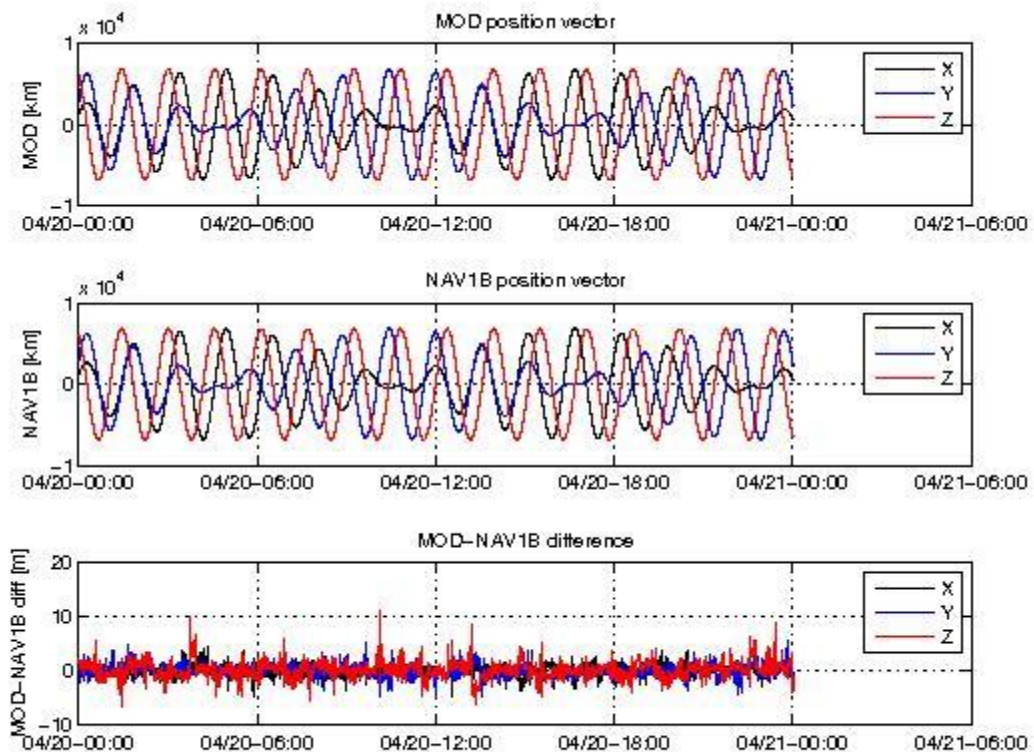 MOD position vector
x 10^4
1
0
-1
MOD [km]
X
Y
Z
04/20-00:00 04/20-06:00 04/20-12:00 04/20-18:00 04/21-00:00 04/21-06:00
NAV1B position vector
x 10^4
1
0
-1
NAV1B [km]
X
Y
Z
04/20-00:00 04/20-06:00 04/20-12:00 04/20-18:00 04/21-00:00 04/21-06:00
MOD-NAV1B difference
20
10
0
-10
MOD-NAV1B diff [m]
X
Y
Z
04/20-00:00 04/20-06:00 04/20-12:00 04/20-18:00 04/21-00:00 04/21-06:00